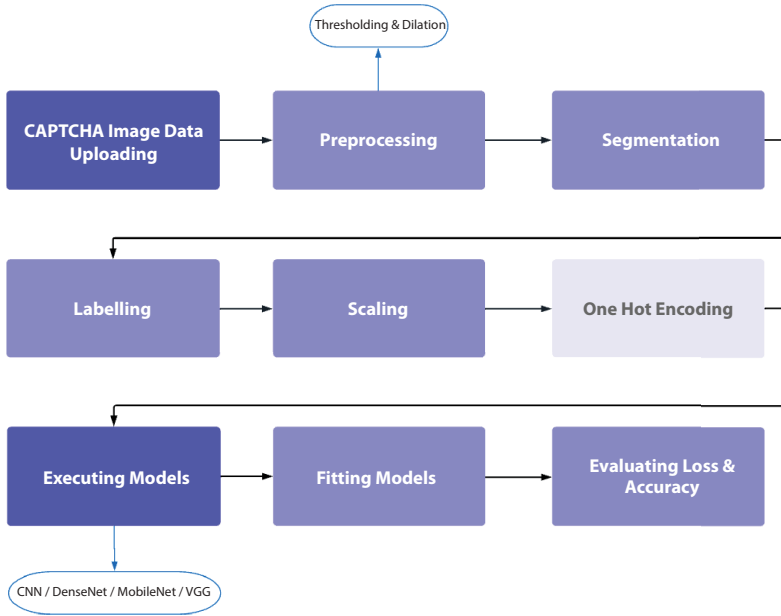 Thresholding & Dilation
CAPTCHA Image Data
Uploading
Preprocessing
Segmentation
Labelling
Scaling
One Hot Encoding
Executing Models
Fitting Models
Evaluating Loss &
Accuracy
CNN / DenseNet / MobileNet / VGG